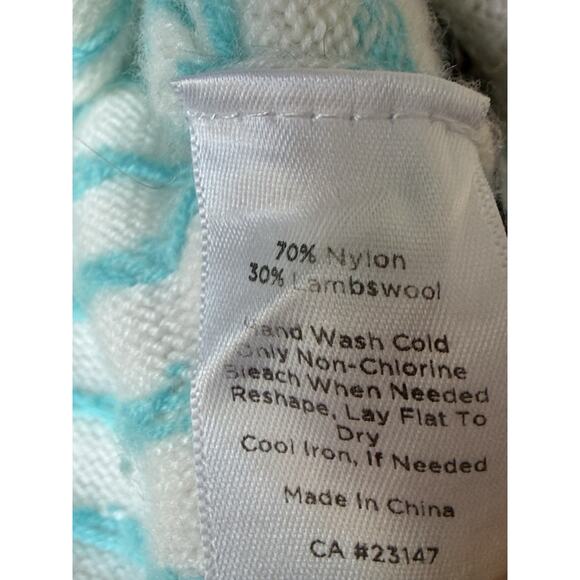 70% Nylon
30% Lambswool
Hand Wash Cold
Only Non-Chlorine
Bleach When Needed
Reshape, Lay Flat To
Dry
Cool Iron, If Needed
Made In China
CA #23147